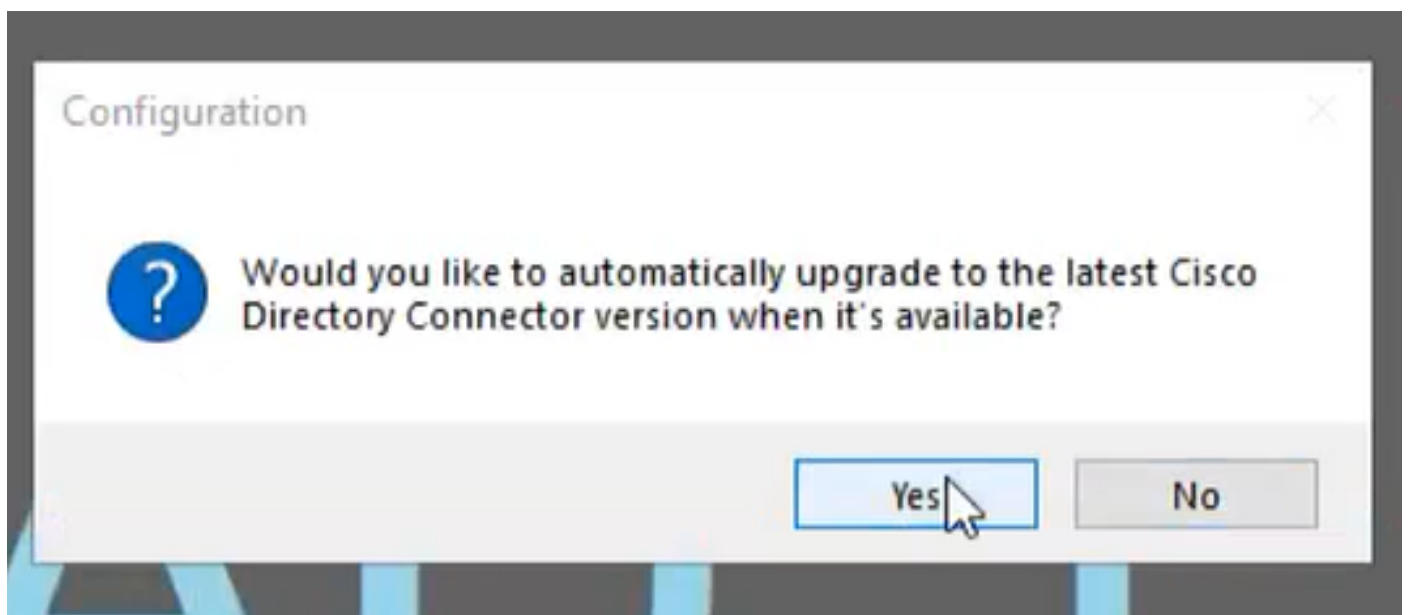 Configuration
Would you like to automatically upgrade to the latest Cisco
Directory Connector version when it's available?
Yes
No